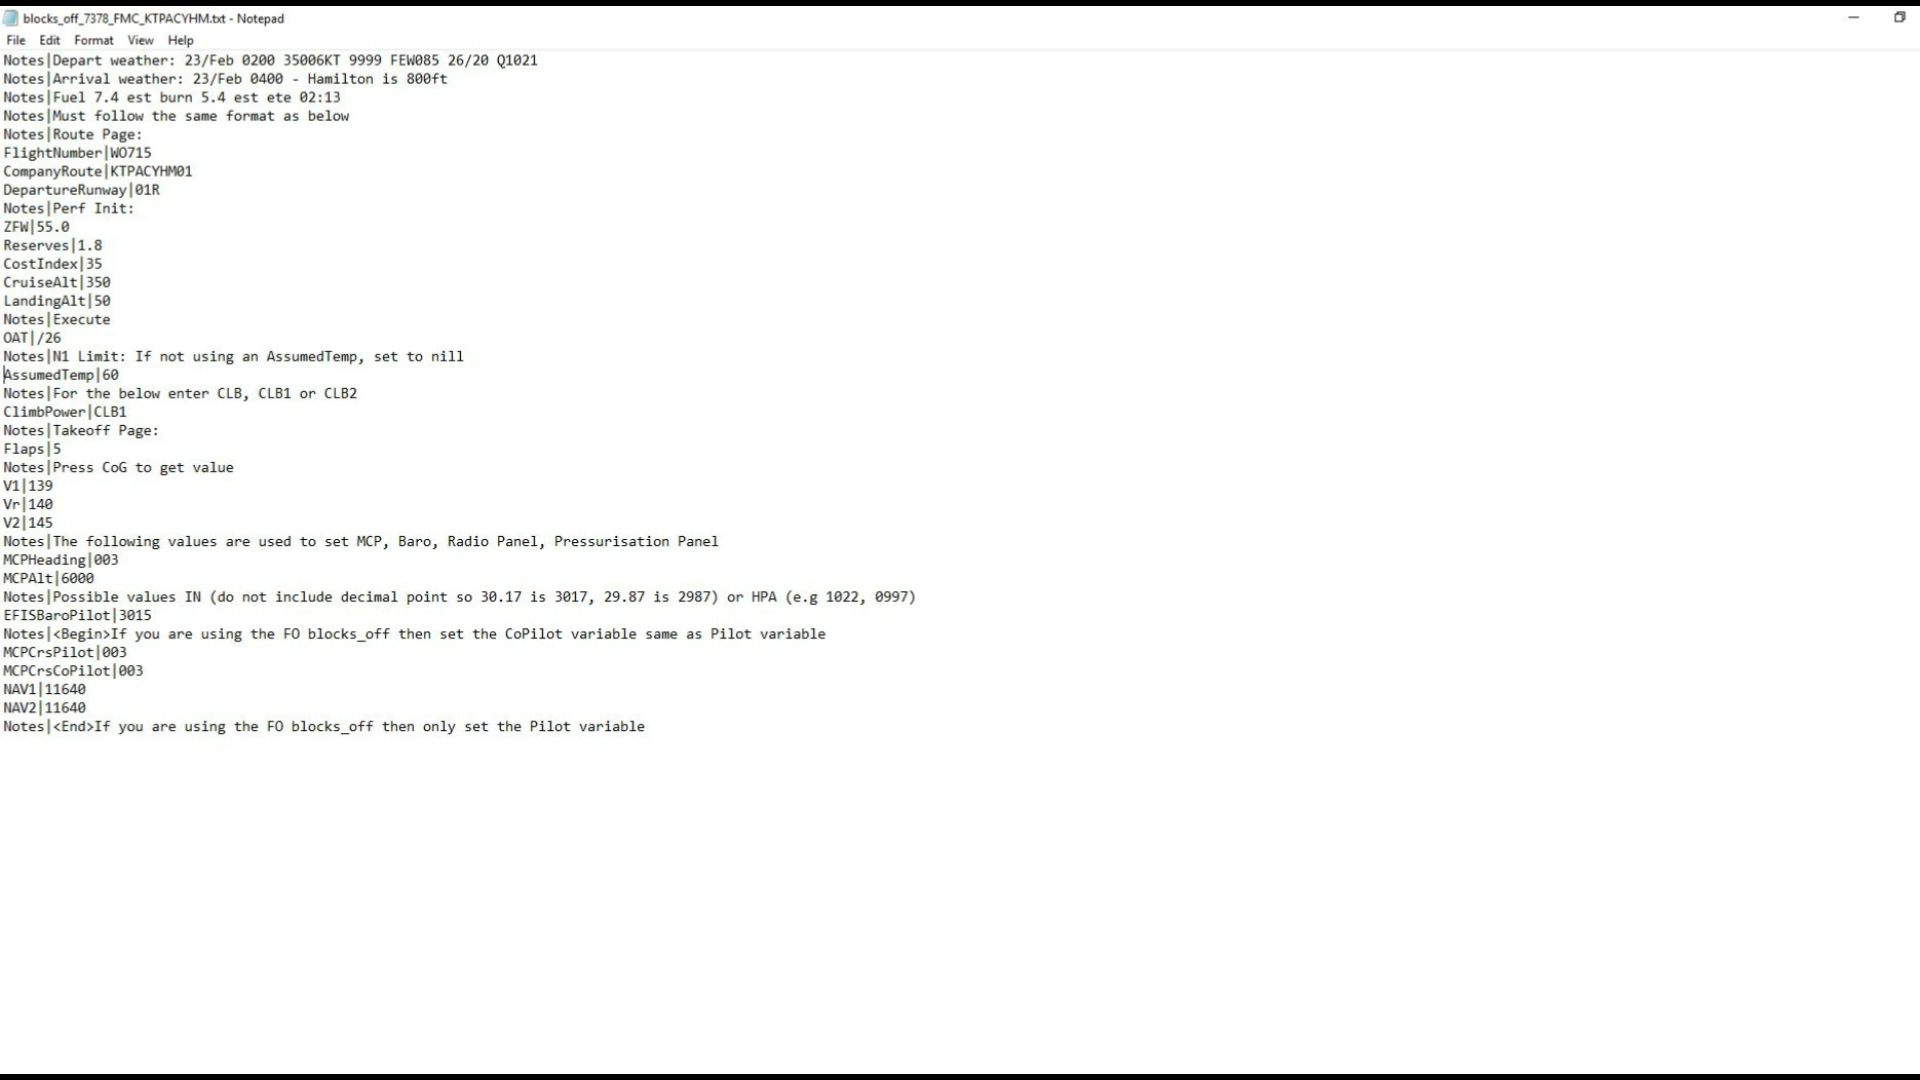 blocks_off_7378_FMC_KTPACYHM.txt - Notepad
File Edit Format View Help
Notes|Depart weather: 23/Feb 0200 35006KT 9999 FEW085 26/20 Q1021
Notes|Arrival weather: 23/Feb 0400 - Hamilton is 800ft
Notes|Fuel 7.4 est burn 5.4 est ete 02:13
Notes|Must follow the same format as below
Notes|Route Page:
FlightNumber|WO715
CompanyRoute|KTPACYHM01
DepartureRunway|01R
Notes|Perf Init:
ZFW|55.0
Reserves|1.8
CostIndex|35
CruiseAlt|350
LandingAlt|50
Notes|Execute
OAT|/26
Notes|N1 Limit: If not using an AssumedTemp, set to nill
AssumedTemp|60
Notes|For the below enter CLB, CLB1 or CLB2
ClimbPower|CLB1
Notes|Takeoff Page:
Flaps|5
Notes|Press CoG to get value
V1|139
Vr|140
V2|145
Notes|The following values are used to set MCP, Baro, Radio Panel, Pressurisation Panel
MCPHeading|003
MCPAlt|6000
Notes|Possible values IN (do not include decimal point so 30.17 is 3017, 29.87 is 2987) or HPA (e.g 1022, 0997)
EFISBaroPilot|3015
Notes|<Begin>If you are using the FO blocks_off then set the CoPilot variable same as Pilot variable
MCPCrsPilot|003
MCPCrsCoPilot|003
NAV1|11640
NAV2|11640
Notes|<End>If you are using the FO blocks_off then only set the Pilot variable